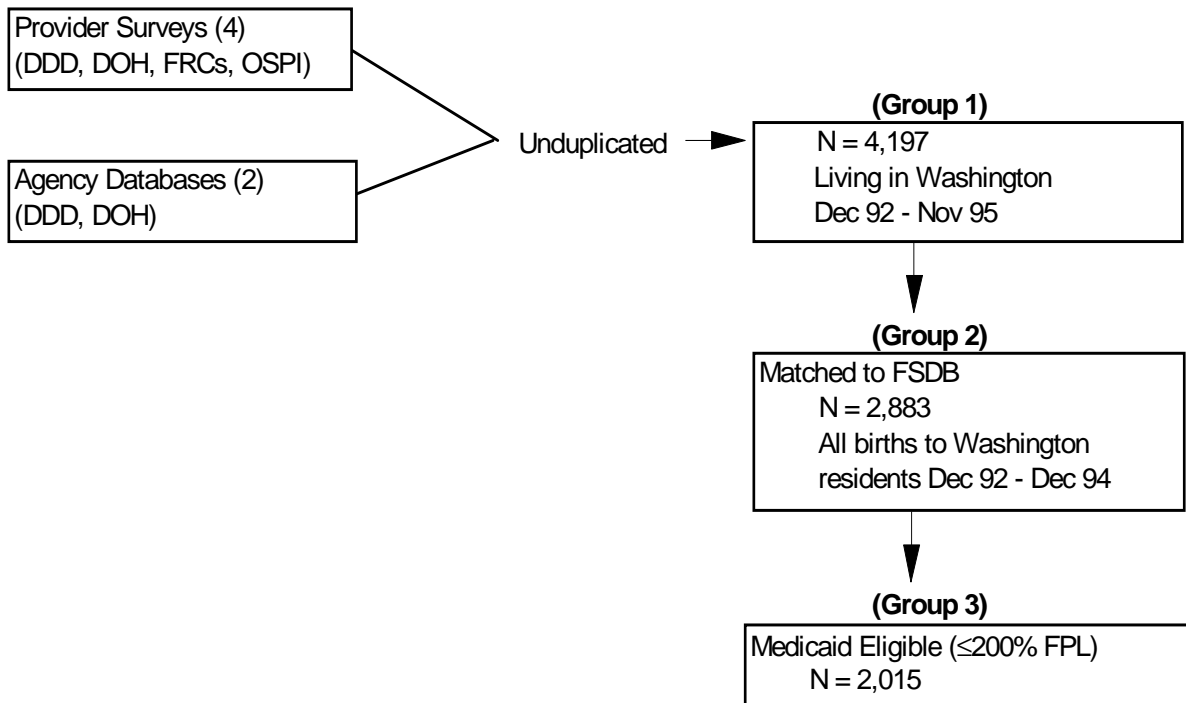 Provider Surveys (4)
(DDD, DOH, FRCs, OSPI)
Agency Databases (2)
(DDD, DOH)
Unduplicated
(Group 1)
N = 4,197
Living in Washington
Dec 92 - Nov 95
(Group 2)
Matched to FSDB
N = 2,883
All births to Washington
residents Dec 92 - Dec 94
(Group 3)
Medicaid Eligible (≤200% FPL)
N = 2,015